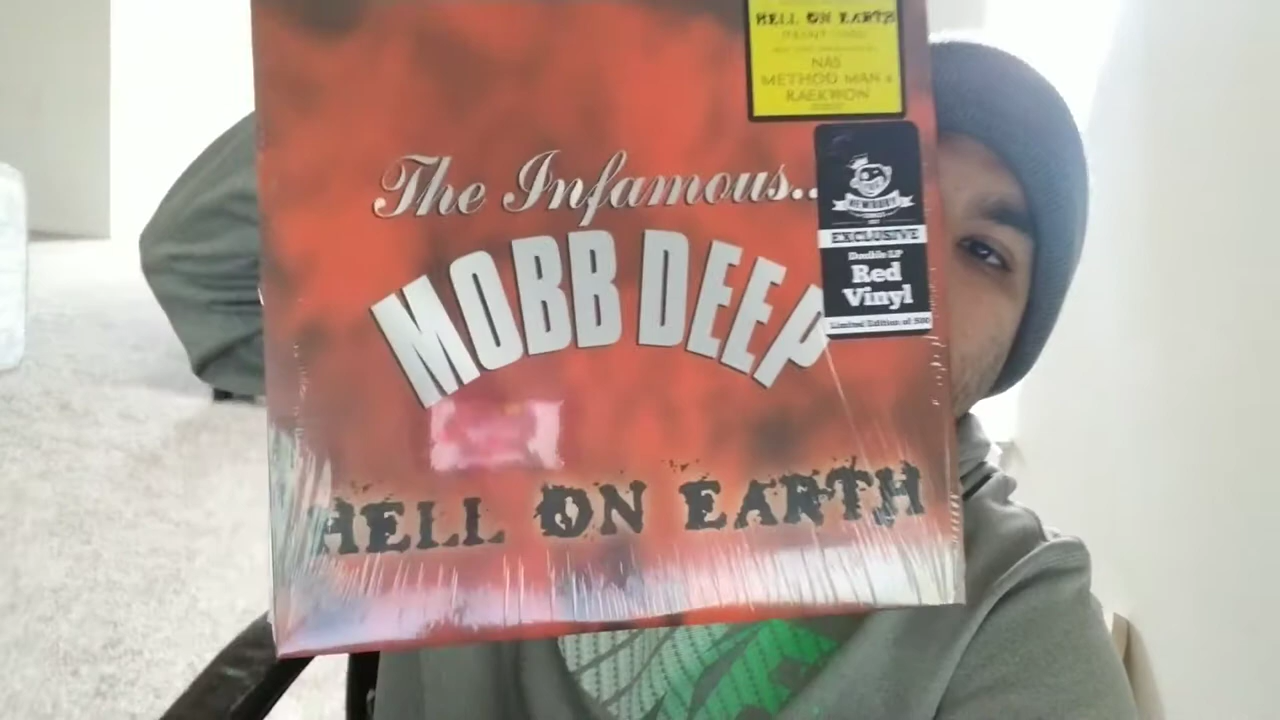 HELL ON EARTH
NAS
METHOD MAN &
RAEKWON
The Infamous...
MOBB DEEP
NEWBURY
COMICS
EXCLUSIVE
Double LP
Red
Vinyl
Limited Edition of 500
HELL ON EARTH